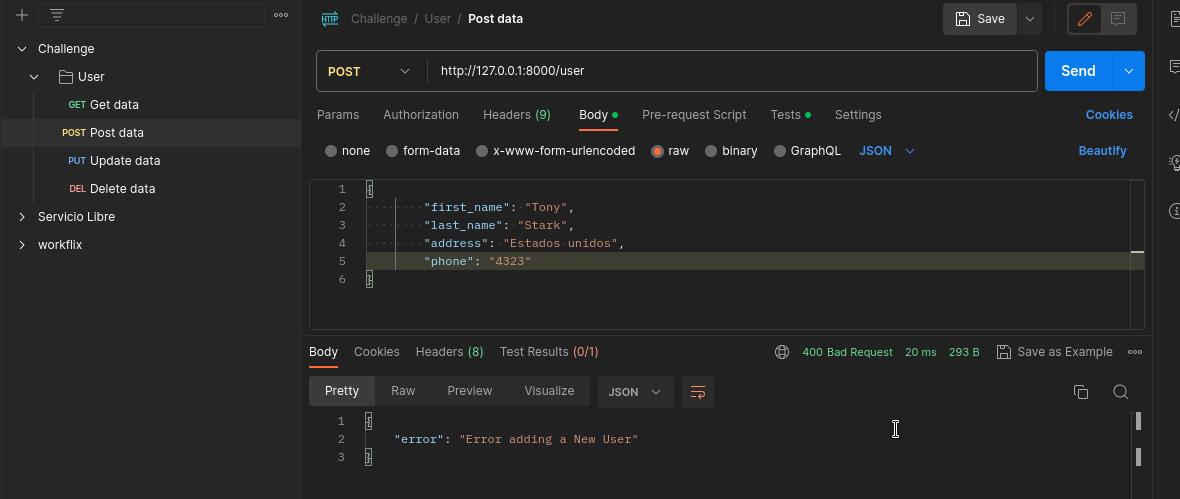 Challenge / User / Post data
Save
Challenge
User
GET Get data
POST Post data
PUT Update data
DEL Delete data
Servicio Libre
workflix
HTTP
POST
http://127.0.0.1:8000/user
Send
Params Authorization Headers (9) Body Pre-request Script Tests Settings Cookies
none form-data x-www-form-urlencoded raw binary GraphQL JSON Beautify
1 {
2 "first_name": "Tony",
3 "last_name": "Stark",
4 "address": "Estados unidos",
5 "phone": "4323"
6 }
Body Cookies Headers (8) Test Results (0/1) 400 Bad Request 20 ms 293 B Save as Example
Pretty Raw Preview Visualize JSON
1 {
2 "error": "Error adding a New User"
3 }